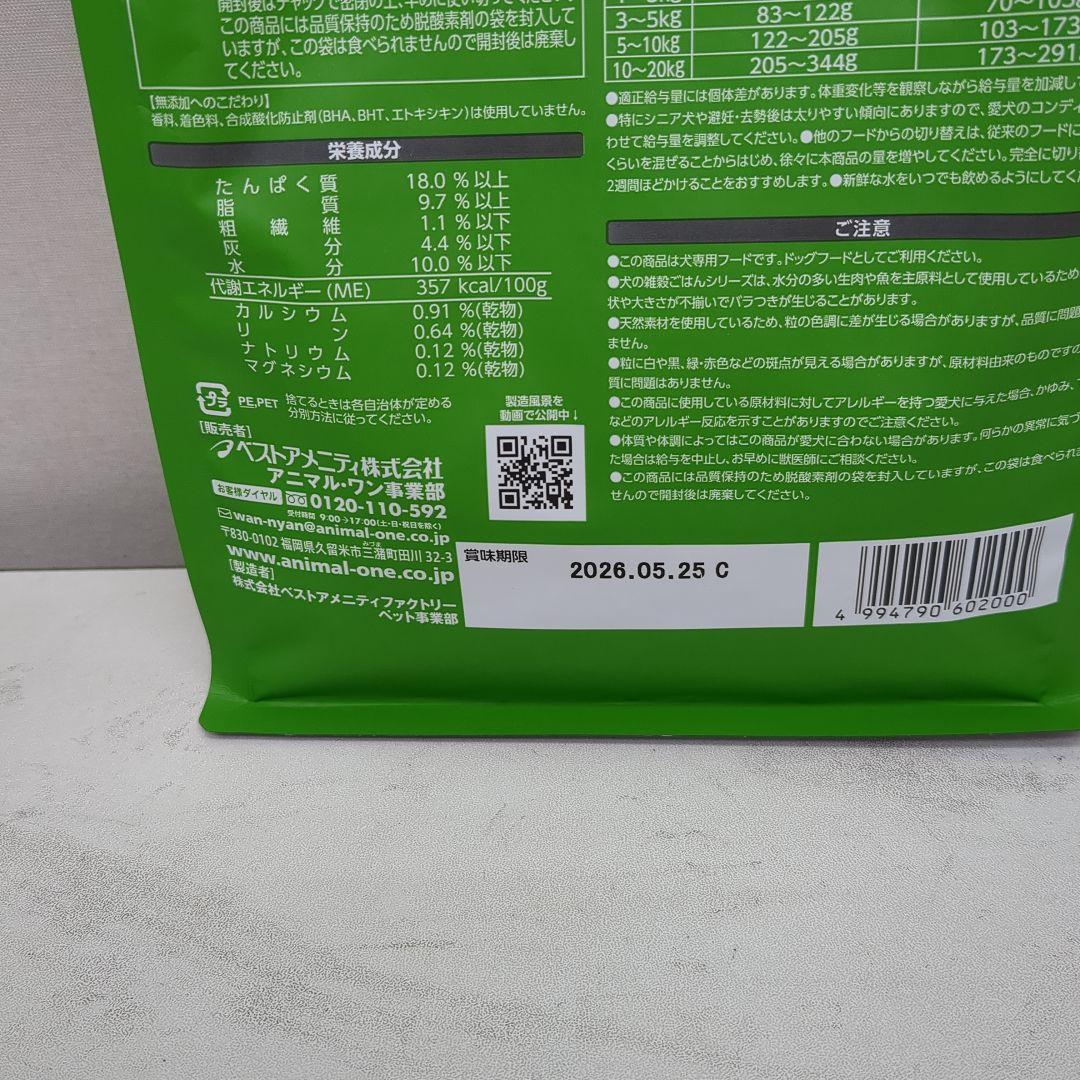 開封後はチャックで密閉の上、早めに使い切ってください。
この商品には品質保持のため脱酸素剤の袋を封入して
いますが、この袋は食べられませんので開封後は廃棄し
てください。
【無添加へのこだわり】
香料、着色料、合成酸化防止剤(BHA、BHT、エトキシキン)は使用していません。
栄養成分
たんぱく質 18.0 %以上
脂質 9.7 %以上
粗繊維 1.1 %以下
灰分 4.4 %以下
水分 10.0 %以下
代謝エネルギー(ME) 357 kcal/100g
カルシウム 0.91 %(乾物)
リン 0.64 %(乾物)
ナトリウム 0.12 %(乾物)
マグネシウム 0.12 %(乾物)
プラ PE,PET 捨てるときは各自治体が定める
分別方法に従ってください。
製造風景を
動画で公開中↓
【販売者】
ベストアメニティ株式会社
アニマル・ワン事業部
お客様ダイヤル 0120-110-592
受付時間 9:00→17:00(土・日・祝日を除く)
wan-nyan@animal-one.co.jp
〒830-0102 福岡県久留米市三潴町田川 32-3
みづま
www.animal-one.co.jp
【製造者】
株式会社ベストアメニティファクトリー
ペット事業部
3〜5kg 83〜122g 70〜103g
5〜10kg 122〜205g 103〜173
10〜20kg 205〜344g 173〜291
●適正給与量には個体差があります。体重変化等を観察しながら給与量を加減し
●特にシニア犬や避妊・去勢後は太りやすい傾向にありますので、愛犬のコンディ
わせて給与量を調整してください。●他のフードからの切り替えは、従来のフードに
くらいを混ぜることからはじめ、徐々に本商品の量を増やしてください。完全に切り
2週間ほどかけることをおすすめします。●新鮮な水をいつでも飲めるようにしてく
ご注意
●この商品は犬専用フードです。ドッグフードとしてご利用ください。
●犬の雑穀ごはんシリーズは、水分の多い生肉や魚を主原料として使用しているため
状や大きさが不揃いでバラつきが生じることがあります。
●天然素材を使用しているため、粒の色調に差が生じる場合がありますが、品質に問題
ません。
●粒に白や黒、緑・赤色などの斑点が見える場合がありますが、原材料由来のものですの
質に問題はありません。
●この商品に使用している原材料に対してアレルギーを持つ愛犬に与えた場合、かゆみ、
などのアレルギー反応を示すことがありますのでご注意ください。
●体質や体調によってはこの商品が愛犬に合わない場合があります。何らかの異常に気づ
た場合は給与を中止し、お早めに獣医師にご相談ください。
●この商品には品質保持のため脱酸素剤の袋を封入していますが、この袋は食べられま
せんので開封後は廃棄してください。
賞味期限
2026.05.25 C
4 994790 602000